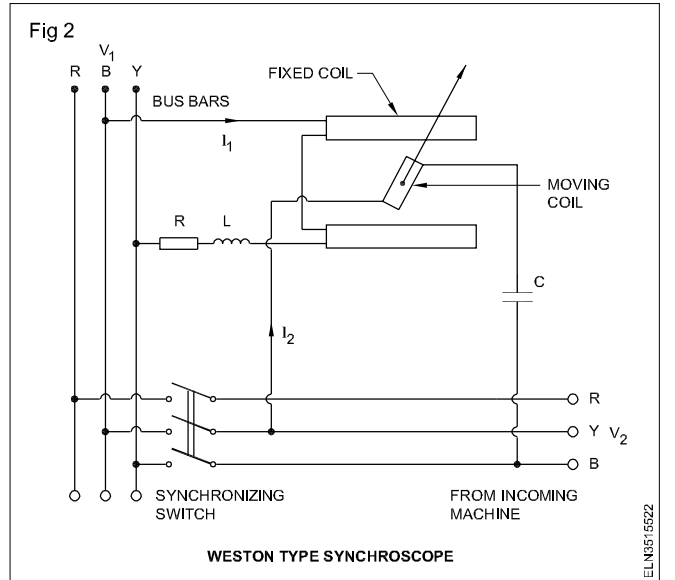 Fig 2
V1
R B Y
BUS BARS
FIXED COIL
I1
MOVING
COIL
R L
C
I2
R
Y V2
B
SYNCHRONIZING
SWITCH
FROM INCOMING
MACHINE
WESTON TYPE SYNCHROSCOPE
ELN3515522